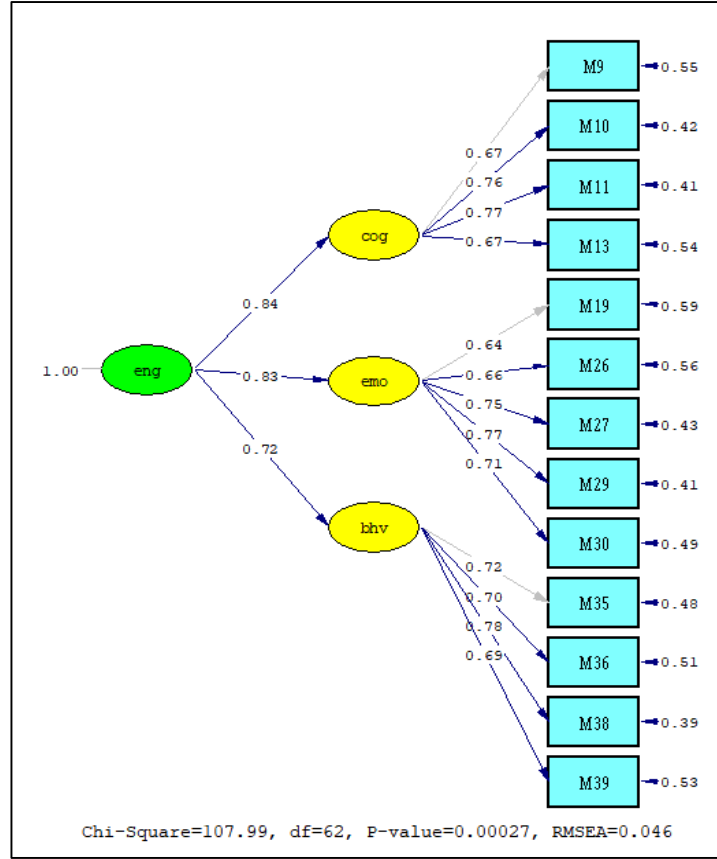 M9
0.55
M10
0.42
0.67
0.76
M11
0.41
0.77
cog
0.67
M13
0.54
0.84
M19
0.59
0.64
1.00
eng
0.83
emo
0.66
M26
0.56
0.75
M27
0.43
0.77
0.72
0.71
M29
0.41
bhv
M30
0.49
0.72
0.70
M35
0.48
0.78
0.69
M36
0.51
M38
0.39
M39
0.53
Chi-Square=107.99, df=62, P-value=0.00027, RMSEA=0.046